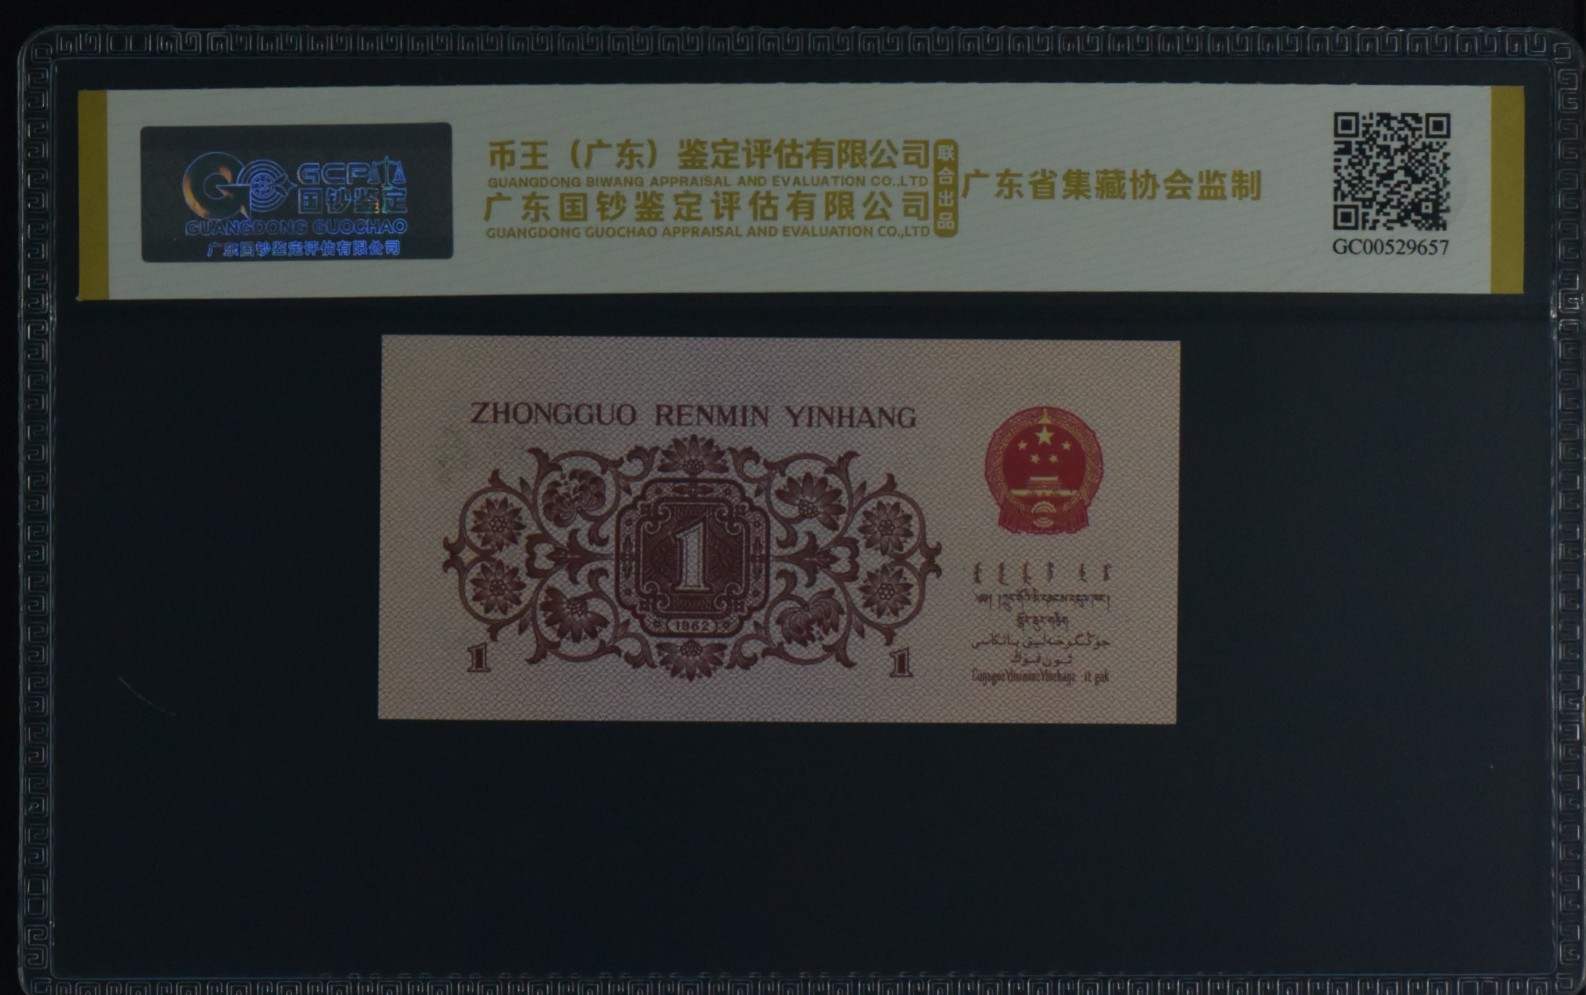 GCPA
国钞鉴定
GUANGDONG GUOCHAO
广东国钞鉴定评估有限公司
币王（广东）鉴定评估有限公司
GUANGDONG BIWANG APPRAISAL AND EVALUATION CO.,LTD
广东国钞鉴定评估有限公司
GUANGDONG GUOCHAO APPRAISAL AND EVALUATION CO.,LTD
联合出品
广东省集藏协会监制
GC00529657
ZHONGGUO RENMIN YINHANG
1
(1962)
1
1
جۇڭگو خەلىق بانكىسى